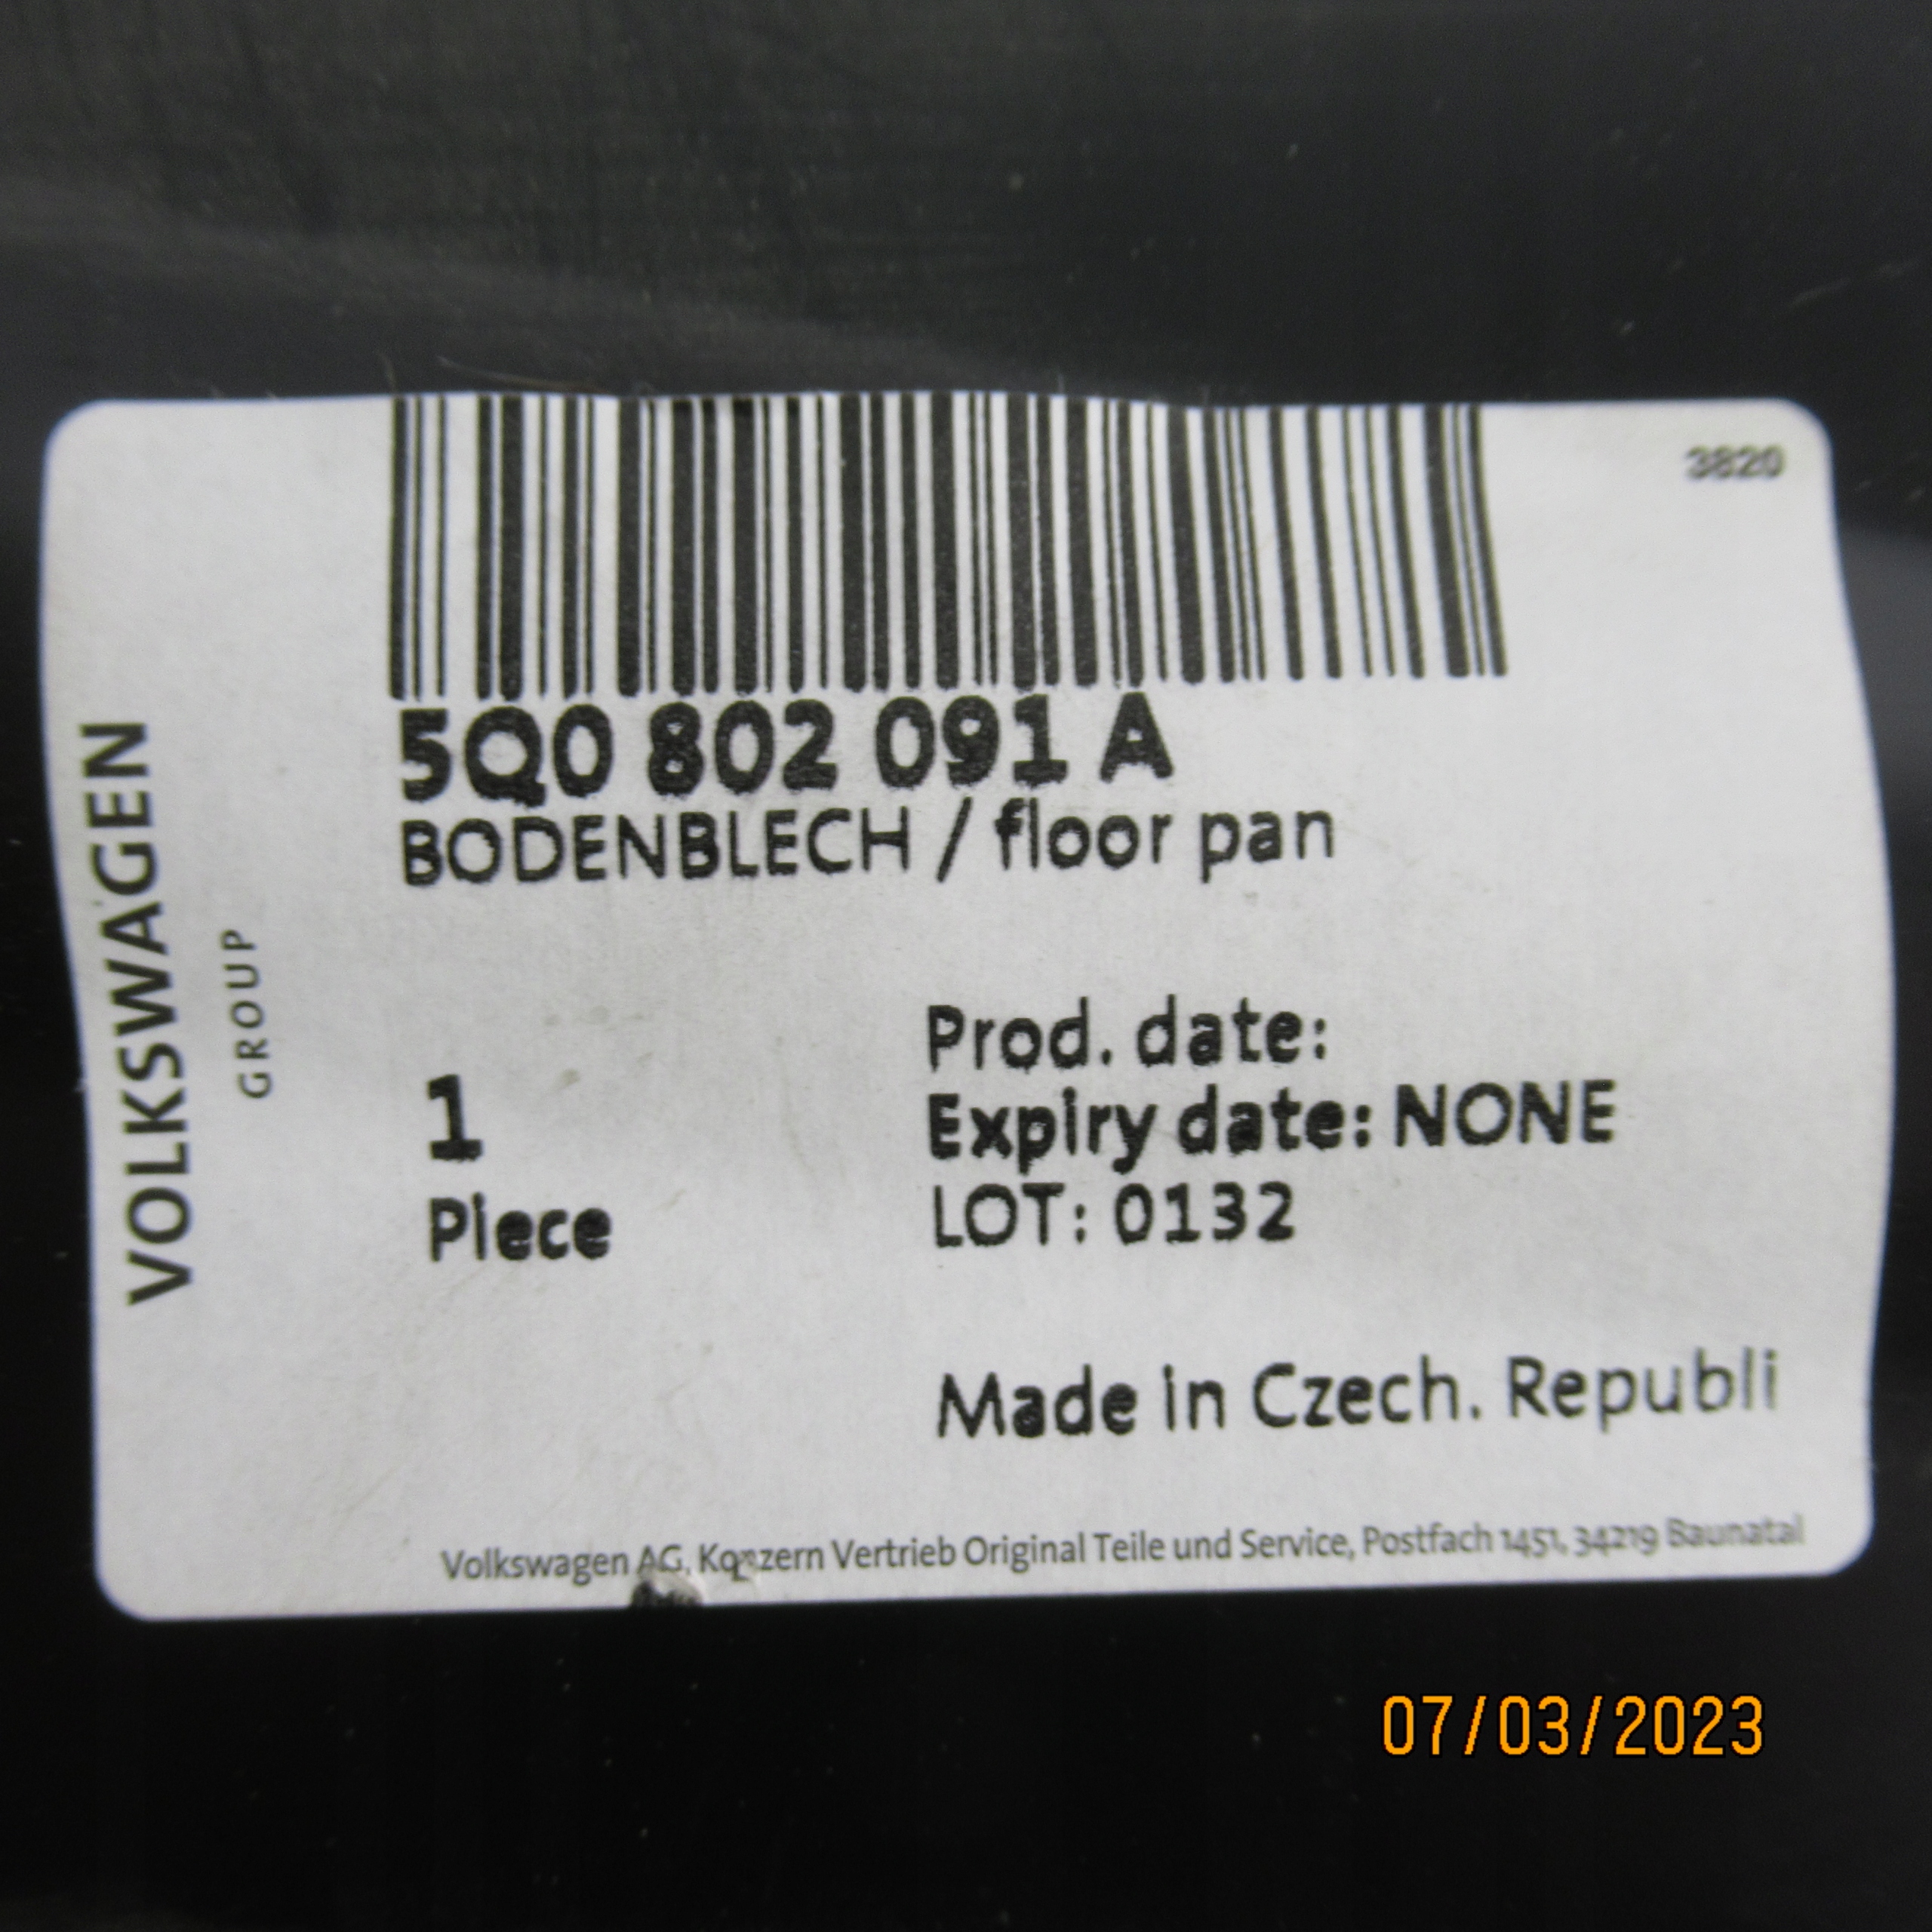 3820
5Q0 802 091 A
BODENBLECH / floor pan
VOLKSWAGEN
GROUP
Prod. date:
Expiry date: NONE
1
Piece
LOT: 0132
Made in Czech. Republi
Volkswagen AG, Konzern Vertrieb Original Teile und Service, Postfach 1451, 34219 Baunatal
07/03/2023